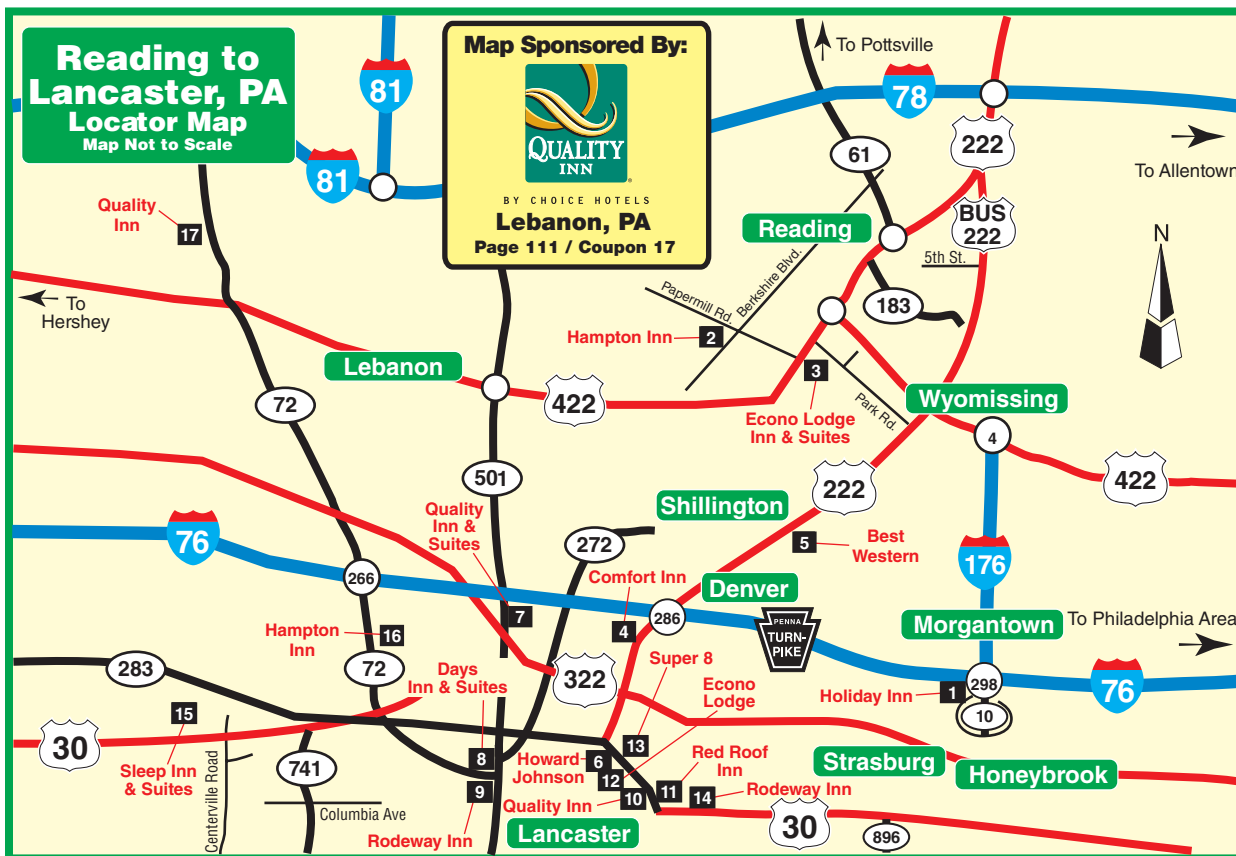 Reading to
Lancaster, PA
Locator Map
Map Not to Scale
Map Sponsored By:
QUALITY
INN
BY CHOICE HOTELS
Lebanon, PA
Page 111 / Coupon 17
81
81
To Pottsville
78
222
61
To Allentown
BUS
222
Quality
Inn
17
Reading
5th St.
N
To
Hershey
Papermill Rd.
Berkshire Blvd.
183
Hampton Inn
2
3
Lebanon
422
72
Econo Lodge
Inn & Suites
Park Rd.
Wyomissing
4
422
501
222
Quality
Inn &
Suites
Shillington
272
76
5
Best
Western
176
266
Comfort Inn
Denver
286
PENNA
TURN-
PIKE
Morgantown
To Philadelphia Area
7
4
Hampton
Inn
16
283
72
Days
Inn & Suites
322
Super 8
Econo
Lodge
Holiday Inn
1
298
76
10
15
30
Sleep Inn
& Suites
Centerville Road
741
Columbia Ave
8
9
Rodeway Inn
Howard
Johnson
6
13
12
Red Roof
Inn
11
Quality Inn
10
14
Rodeway Inn
Strasburg
Honeybrook
Lancaster
30
896